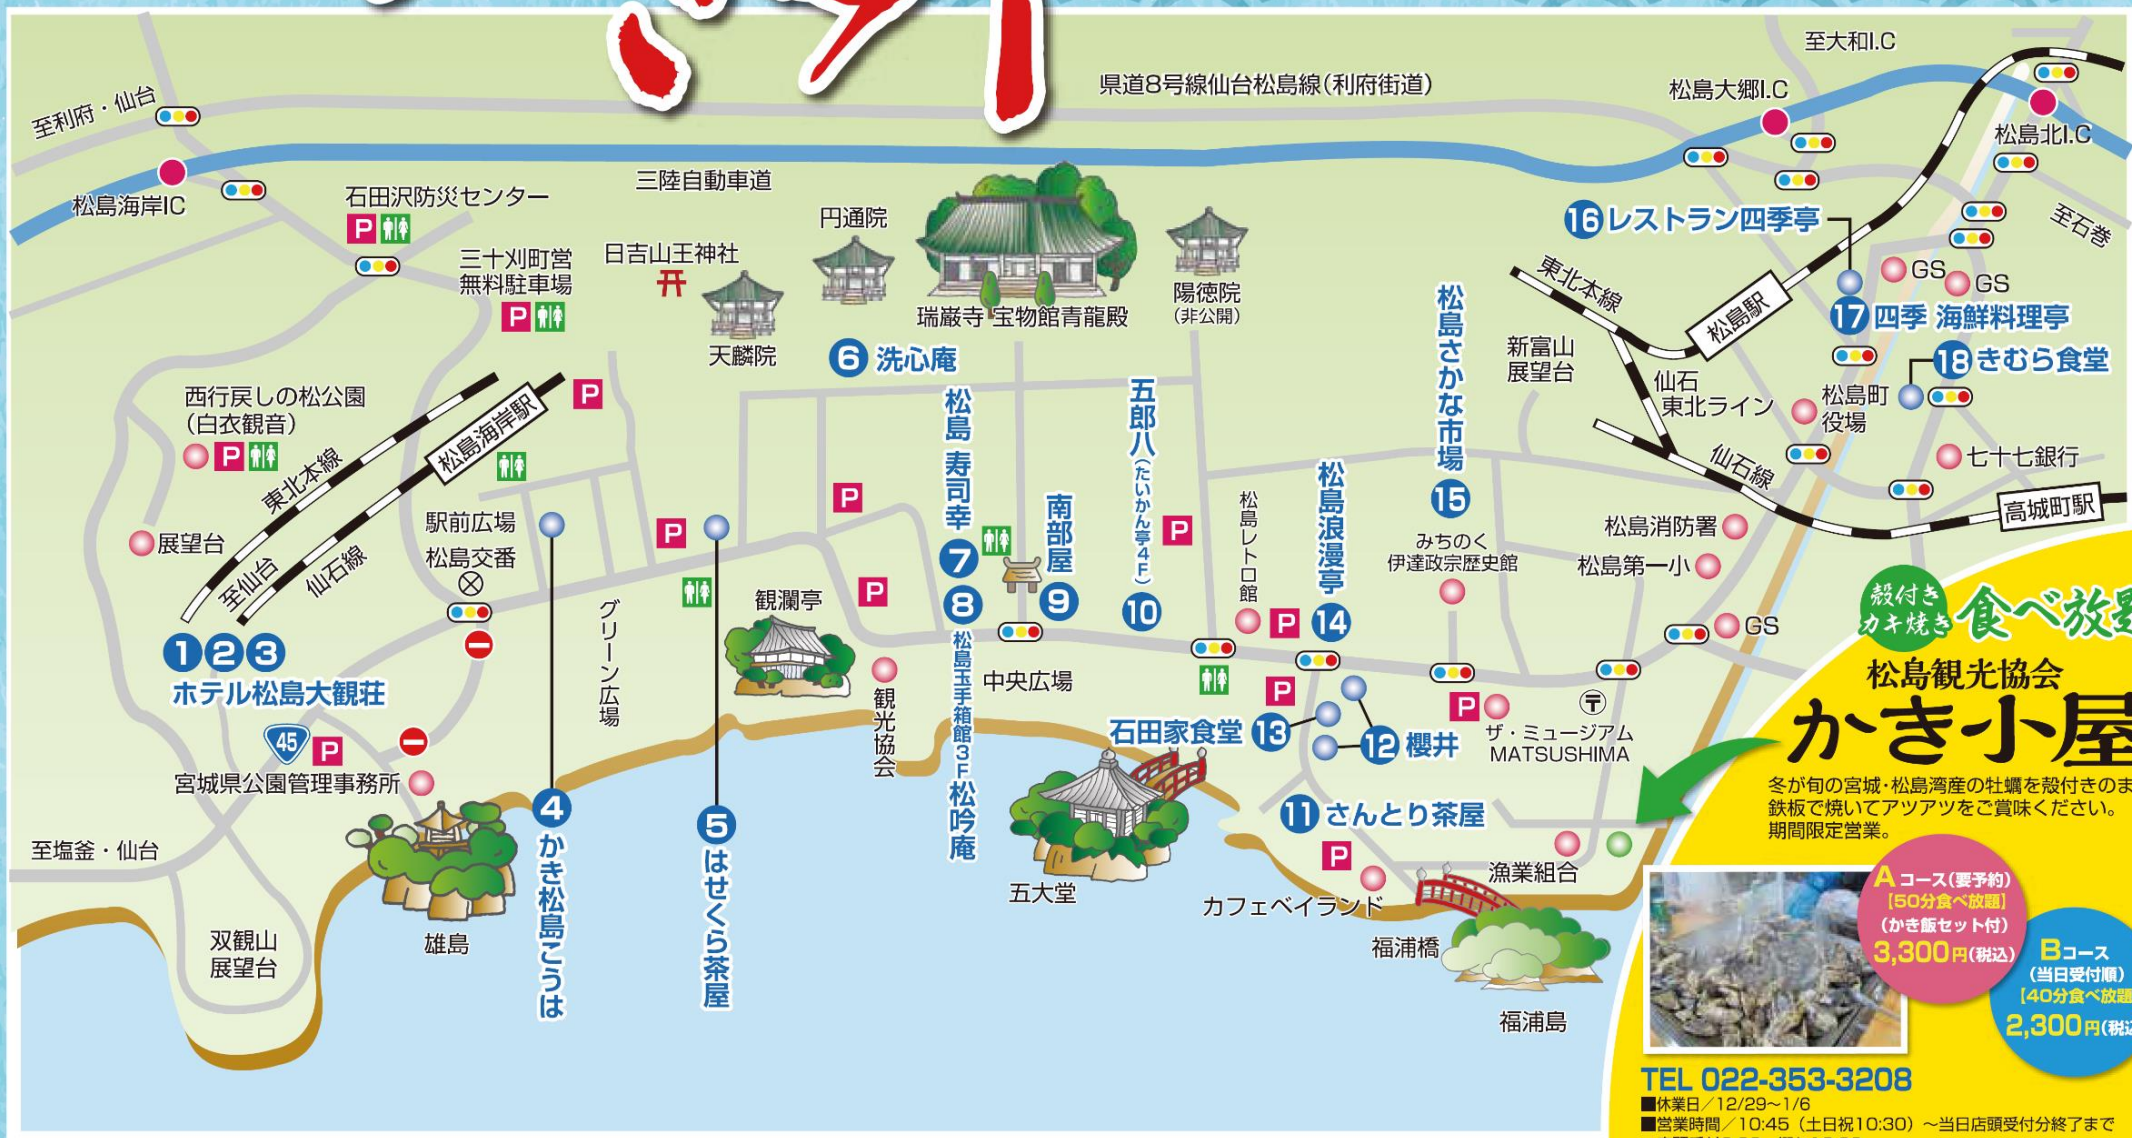 至大和I.C
県道8号線仙台松島線(利府街道)
松島大郷I.C
至利府・仙台
松島北I.C
松島海岸IC
三陸自動車道
石田沢防災センター
P
至石巻
16 レストラン四季亭
円通院
日吉山王神社
三十刈町営
無料駐車場
P
天麟院
瑞巌寺 宝物館青龍殿
陽徳院
(非公開)
東北本線
松島駅
GS
GS
17 四季 海鮮料理亭
18 きむら食堂
新富山
展望台
仙石
東北ライン
松島町
役場
仙石線
七十七銀行
高城町駅
6 洗心庵
西行戻しの松公園
(白衣観音)
P
東北本線
松島海岸駅
P
展望台
至仙台
仙石線
駅前広場
松島交番
グリーン広場
P
P
P
観瀾亭
観光協会
松島 寿司幸
7
8
松島玉手箱館3F 松吟庵
南部屋
9
中央広場
五郎八(たいかん亭4F)
10
P
松島レトロ館
P
松島浪漫亭
14
松島さかな市場
15
みちのく
伊達政宗歴史館
松島消防署
松島第一小
GS
1 2 3
ホテル松島大観荘
45
P
宮城県公園管理事務所
至塩釜・仙台
双観山
展望台
雄島
4
かき松島こうは
5
はせくら茶屋
五大堂
P
石田家食堂 13
12 櫻井
P
〒
ザ・ミュージアム
MATSUSHIMA
11 さんとり茶屋
P
カフェベイランド
漁業組合
福浦橋
福浦島
殻付き
カキ焼き
食べ放題
松島観光協会
かき小屋
冬が旬の宮城・松島湾産の牡蠣を殻付きのま
鉄板で焼いてアツアツをご賞味ください。
期間限定営業。
Aコース(要予約)
[50分食べ放題]
(かき飯セット付)
3,300円(税込)
Bコース
(当日受付順)
[40分食べ放題
2,300円(税込
TEL 022-353-3208
■休業日/12/29~1/6
■営業時間/10:45(土日祝10:30)~当日店頭受付分終了まで